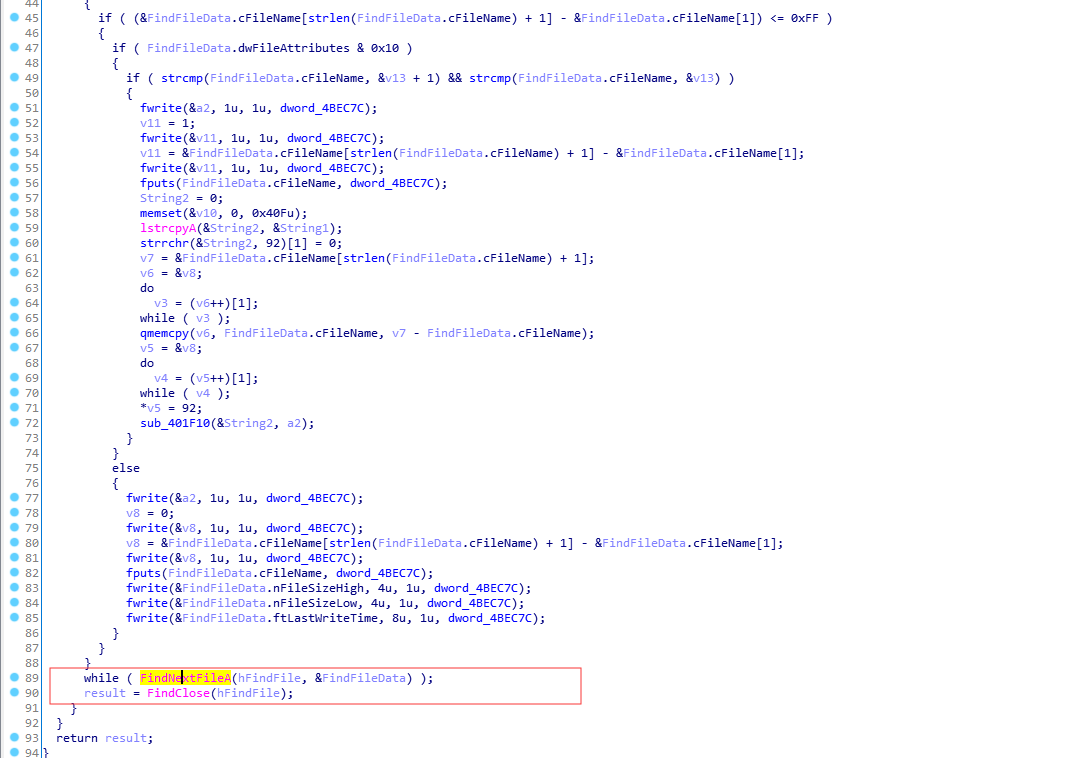 44 {
45 if ( (&FindFileData.cFileName[strlen(FindFileData.cFileName) + 1] - &FindFileData.cFileName[1]) <= 0xFF )
46 {
47 if ( FindFileData.dwFileAttributes & 0x10 )
48 {
49 if ( strcmp(FindFileData.cFileName, &v13 + 1) && strcmp(FindFileData.cFileName, &v13) )
50 {
51 fwrite(&a2, 1u, 1u, dword_4BEC7C);
52 v11 = 1;
53 fwrite(&v11, 1u, 1u, dword_4BEC7C);
54 v11 = &FindFileData.cFileName[strlen(FindFileData.cFileName) + 1] - &FindFileData.cFileName[1];
55 fwrite(&v11, 1u, 1u, dword_4BEC7C);
56 fputs(FindFileData.cFileName, dword_4BEC7C);
57 String2 = 0;
58 memset(&v10, 0, 0x40Fu);
59 lstrcpyA(&String2, &String1);
60 strrchr(&String2, 92)[1] = 0;
61 v7 = &FindFileData.cFileName[strlen(FindFileData.cFileName) + 1];
62 v6 = &v8;
63 do
64 v3 = (v6++)[1];
65 while ( v3 );
66 qmemcpy(v6, FindFileData.cFileName, v7 - FindFileData.cFileName);
67 v5 = &v8;
68 do
69 v4 = (v5++)[1];
70 while ( v4 );
71 *v5 = 92;
72 sub_401F10(&String2, a2);
73 }
74 }
75 else
76 {
77 fwrite(&a2, 1u, 1u, dword_4BEC7C);
78 v8 = 0;
79 fwrite(&v8, 1u, 1u, dword_4BEC7C);
80 v8 = &FindFileData.cFileName[strlen(FindFileData.cFileName) + 1] - &FindFileData.cFileName[1];
81 fwrite(&v8, 1u, 1u, dword_4BEC7C);
82 fputs(FindFileData.cFileName, dword_4BEC7C);
83 fwrite(&FindFileData.nFileSizeHigh, 4u, 1u, dword_4BEC7C);
84 fwrite(&FindFileData.nFileSizeLow, 4u, 1u, dword_4BEC7C);
85 fwrite(&FindFileData.ftLastWriteTime, 8u, 1u, dword_4BEC7C);
86 }
87 }
88 }
89 while ( FindNextFileA(hFindFile, &FindFileData) );
90 result = FindClose(hFindFile);
91 }
92 }
93 return result;
94 }